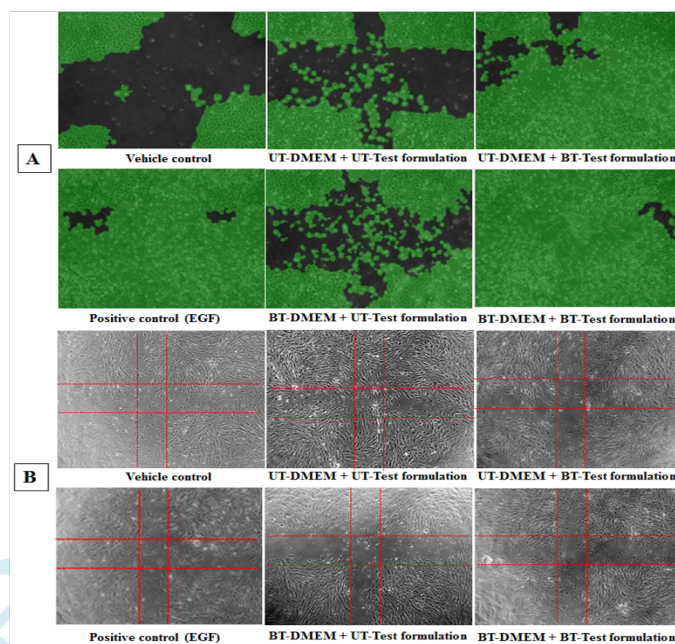 A
Vehicle control
UT-DMEM + UT-Test formulation
UT-DMEM + BT-Test formulation
Positive control (EGF)
BT-DMEM + UT-Test formulation
BT-DMEM + BT-Test formulation
B
Vehicle control
UT-DMEM + UT-Test formulation
UT-DMEM + BT-Test formulation
Positive control (EGF)
BT-DMEM + UT-Test formulation
BT-DMEM + BT-Test formulation